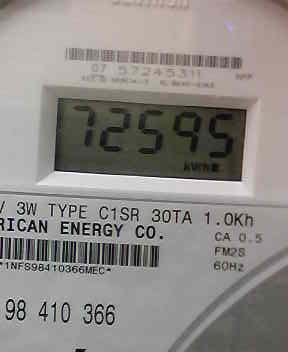 07 57245311
72595
V 3W TYPE C1SR 30TA 1.0Kh
RICAN ENERGY CO.
CA 0.5
FM2S
60Hz
*1NFS98410366MEC*
98 410 366